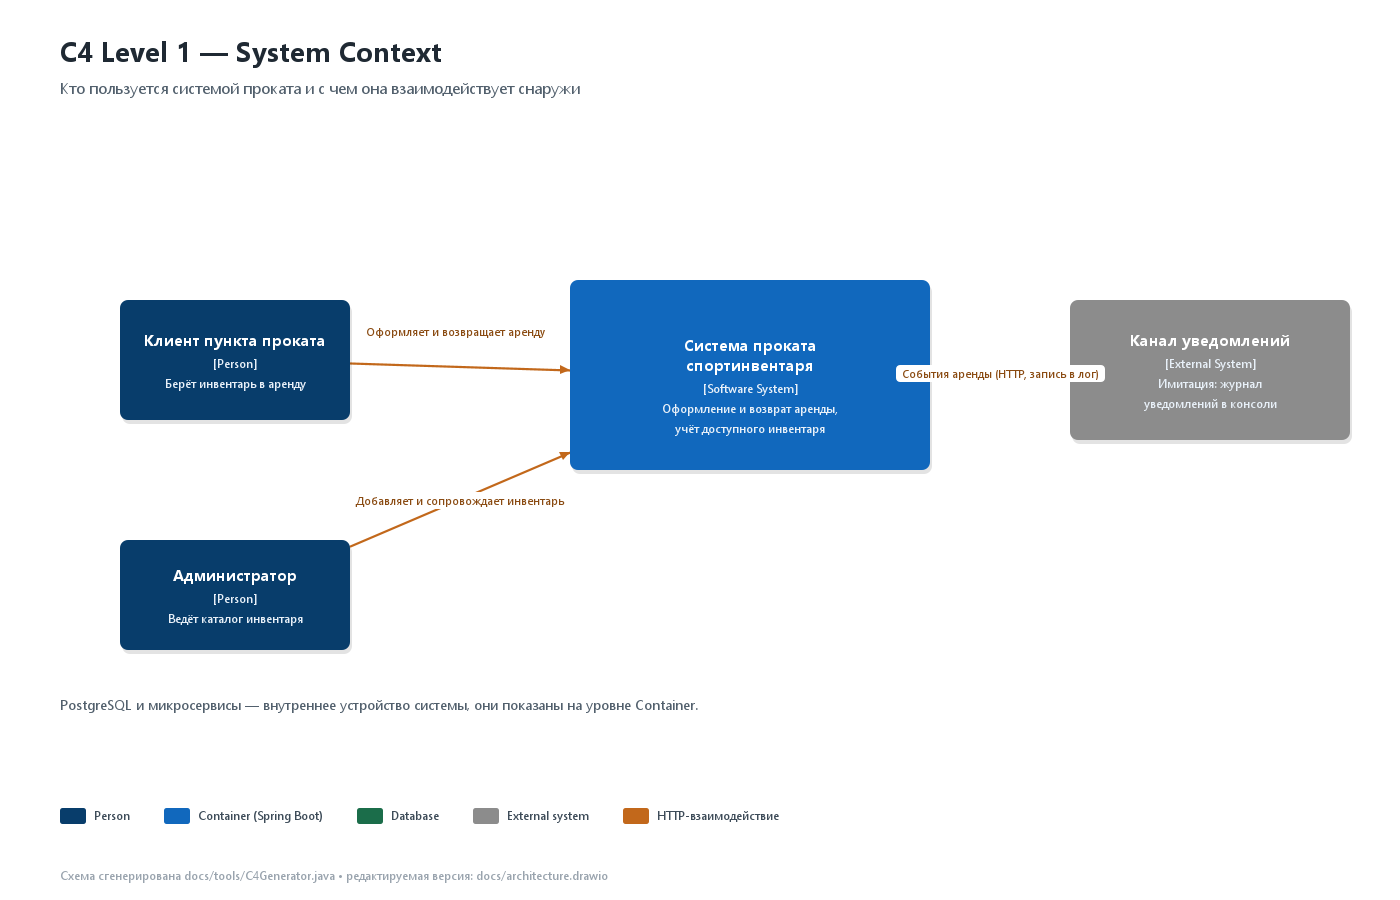 C4 Level 1 — System Context
Кто пользуется системой проката и с чем она взаимодействует снаружи
Клиент пункта проката
[Person]
Берёт инвентарь в аренду
Оформляет и возвращает аренду
Система проката
спортинвентаря
[Software System]
Оформление и возврат аренды,
учёт доступного инвентаря
События аренды (HTTP, запись в лог)
Канал уведомлений
[External System]
Имитация: журнал
уведомлений в консоли
Добавляет и сопровождает инвентарь
Администратор
[Person]
Ведёт каталог инвентаря
PostgreSQL и микросервисы — внутреннее устройство системы, они показаны на уровне Container.
Person
Container (Spring Boot)
Database
External system
HTTP-взаимодействие
Схема сгенерирована docs/tools/C4Generator.java • редактируемая версия: docs/architecture.drawio